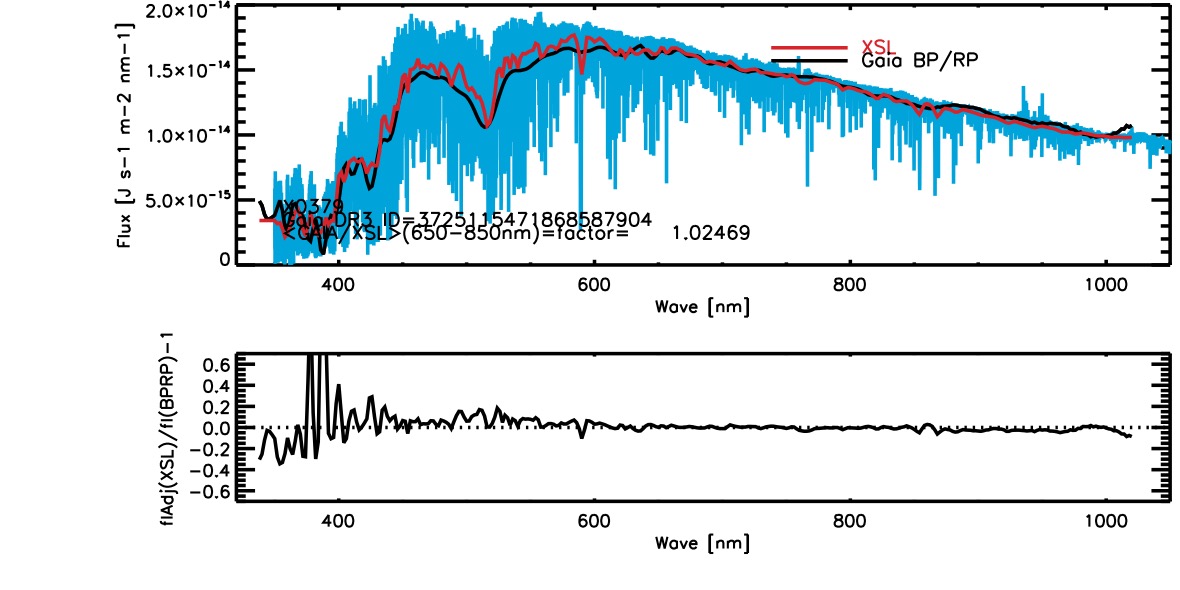 2.0×10⁻¹⁴
1.5×10⁻¹⁴
1.0×10⁻¹⁴
5.0×10⁻¹⁵
0
Flux [J s−1 m−2 nm−1]
XSL
Gaia BP/RP
X0379
Gaia DR3 ID=3725115471868587904
<GAIA/XSL>(650−850nm)=factor= 1.02469
400 600 800 1000
Wave [nm]
0.6
0.4
0.2
0.0
−0.2
−0.4
−0.6
flAdj(XSL)/fl(BPRP)−1
400 600 800 1000
Wave [nm]